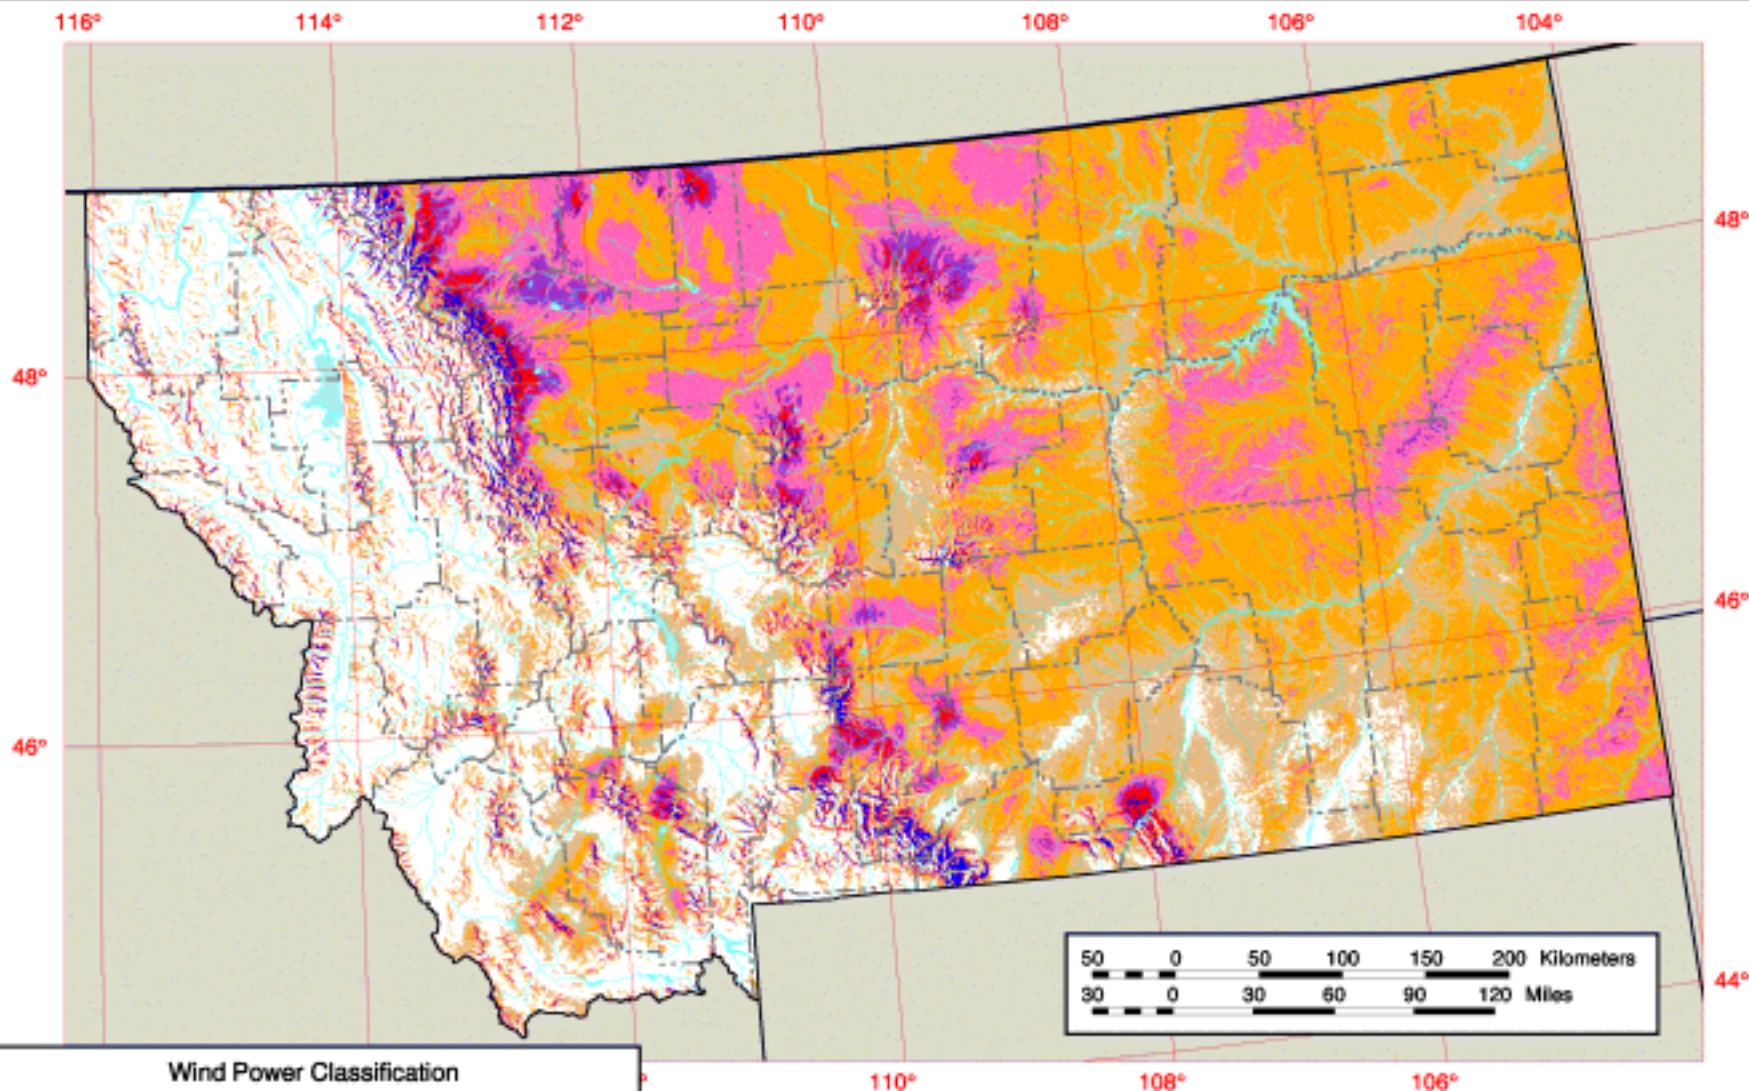 116° 114° 112° 110° 108° 106° 104°
48°
48°
46°
46°
50 0 50 100 150 200 Kilometers
30 0 30 60 90 120 Miles
44°
Wind Power Classification
110° 108° 106°